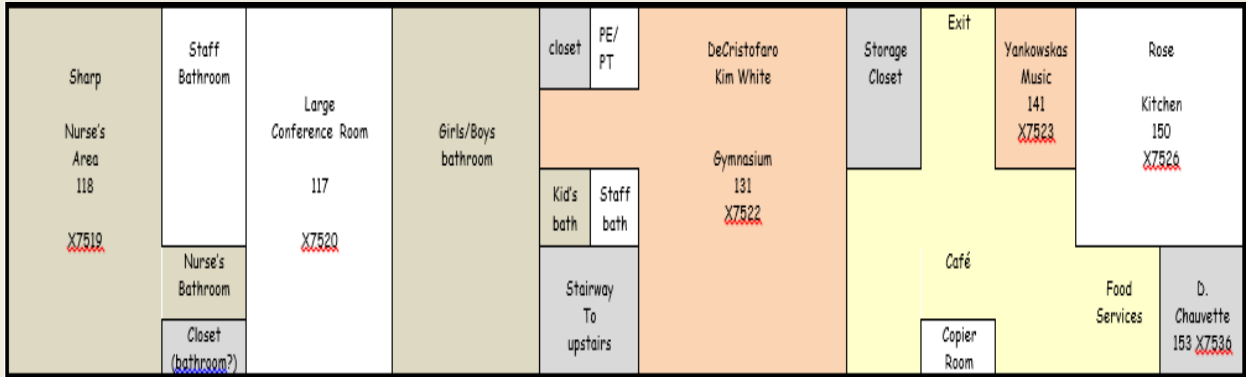 Sharp
Nurse's
Area
118
X7519
Staff
Bathroom
Nurse's
Bathroom
Closet
(bathroom?)
Large
Conference Room
117
X7520
Girls/Boys
bathroom
closet
PE/
PT
Kid's
bath
Staff
bath
Stairway
To
upstairs
DeCristofaro
Kim White
Gymnasium
131
X7522
Storage
Closet
Exit
Café
Copier
Room
Yankowskas
Music
141
X7523
Rose
Kitchen
150
X7526
Food
Services
D.
Chauvette
153 X7536